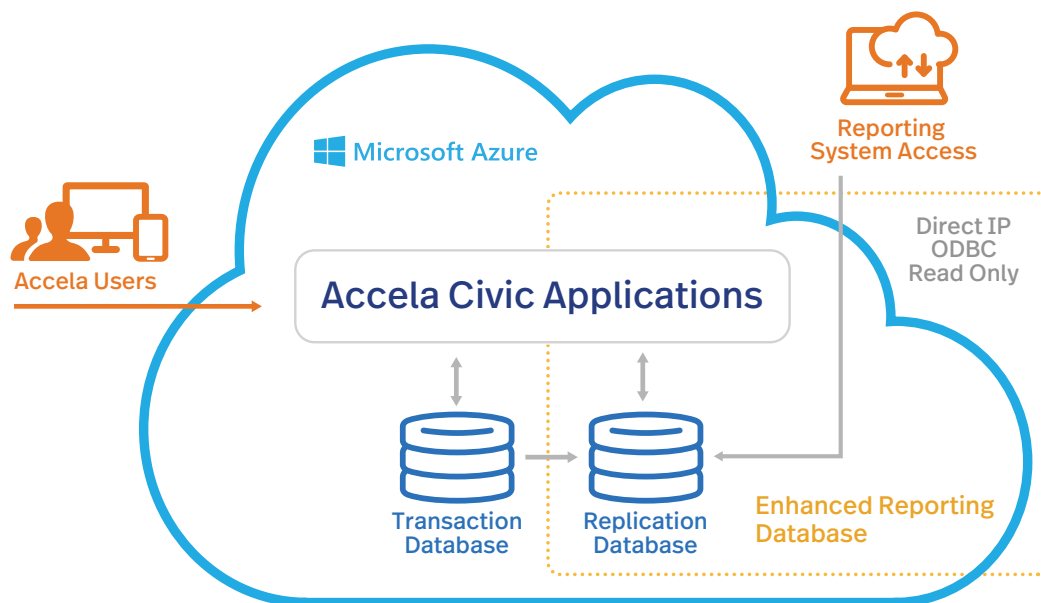 Reporting
System Access
Microsoft Azure
Direct IP
ODBC
Read Only
Accela Users
Accela Civic Applications
Transaction
Database
Replication
Database
Enhanced Reporting
Database